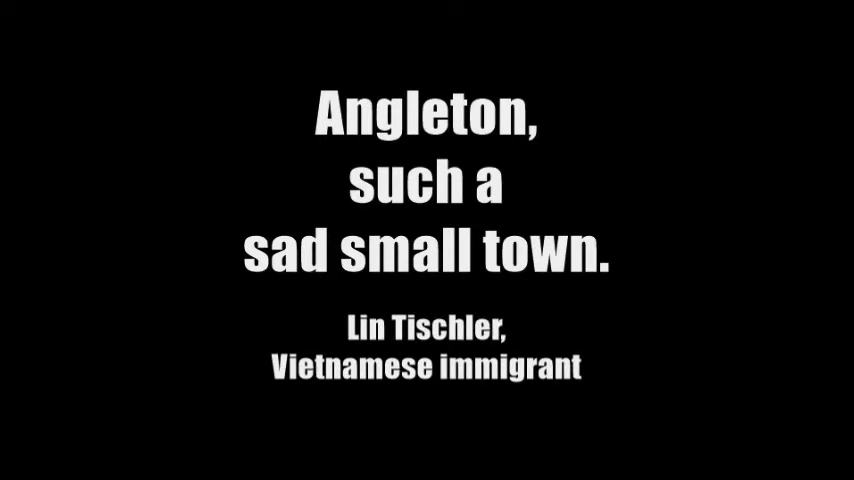 Angleton,
such a
sad small town.
Lin Tischler,
Vietnamese immigrant